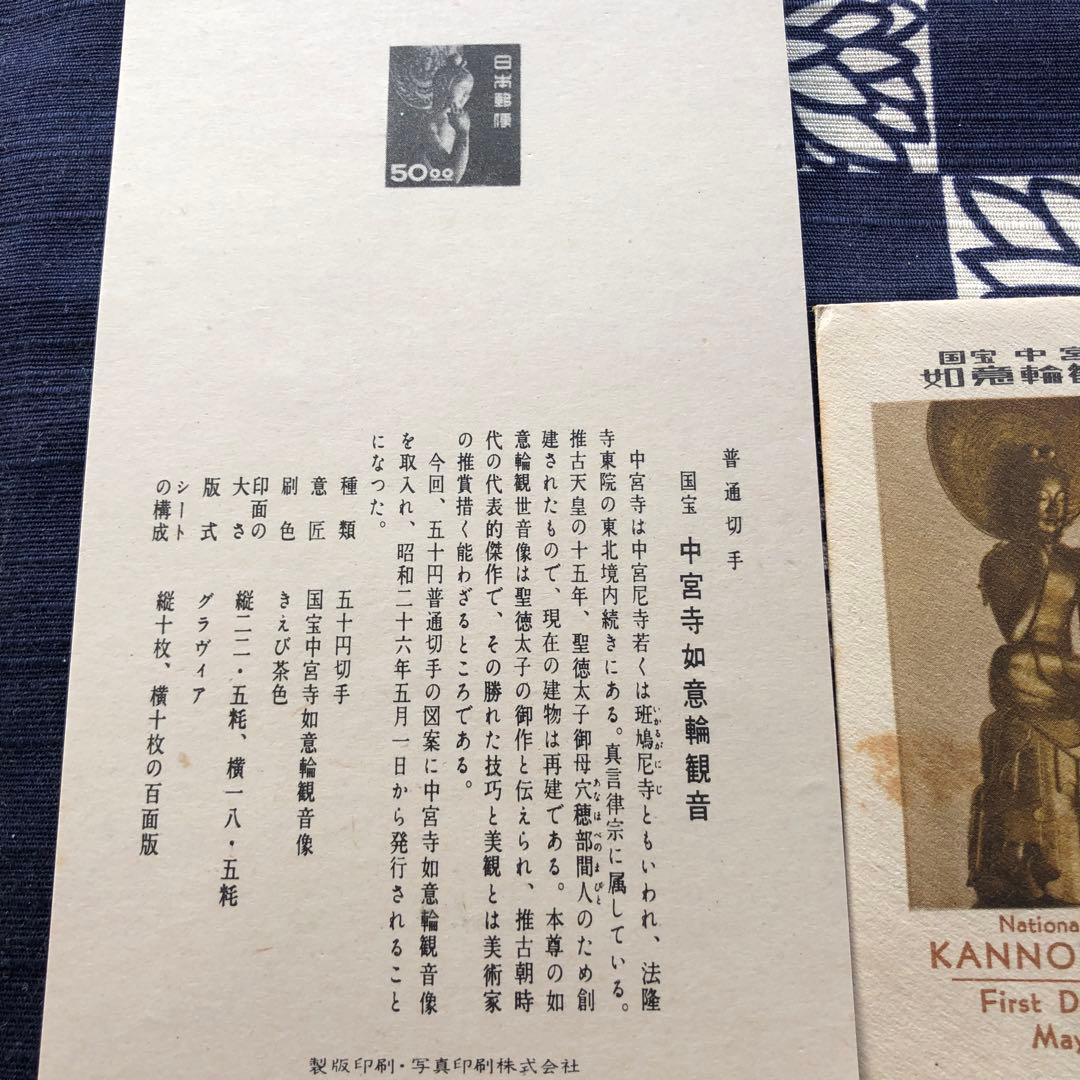 日本郵便
50.00
普通切手
国宝 中宮寺如意輪観音
中宮寺は中宮尼寺若くは斑鳩尼寺ともいわれ、法隆
いかるがにじ
寺東院の東北境内続きにある。真言律宗に属している。
推古天皇の十五年、聖徳太子御母穴穂部間人のため創
あなほべのまびと
建されたもので、現在の建物は再建である。本尊の如
意輪観世音像は聖徳太子の御作と伝えられ、推古朝時
代の代表的傑作で、その勝れた技巧と美観とは美術家
の推賞措く能わざるところである。
今回、五十円普通切手の図案に中宮寺如意輪観音像
を取入れ、昭和二十六年五月一日から発行されること
になつた。
種類 五十円切手
意匠 国宝中宮寺如意輪観音像
刷色 きえび茶色
印面の大さ 縦二二・五粍、横一八・五粍
版式 グラヴィア
シートの構成 縦十枚、横十枚の百面版
製版印刷・写真印刷株式会社
国宝 中宮
如意輪観
Nationa
KANNO
First D
May